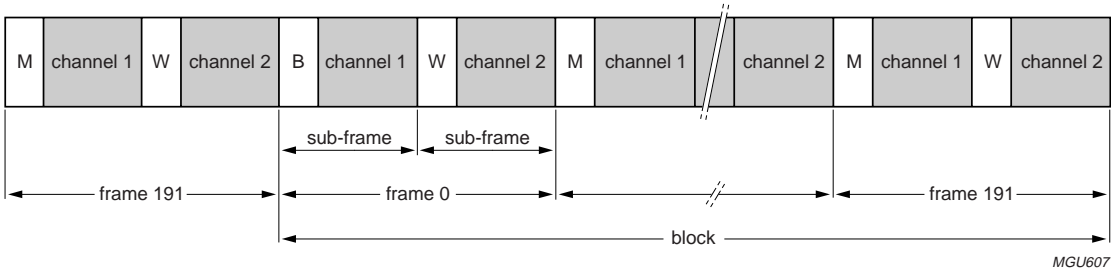 M channel 1 W channel 2 B channel 1 W channel 2 M channel 1 channel 2 M channel 1 W channel 2
sub-frame sub-frame
frame 191 frame 0 frame 191
block
MGU607